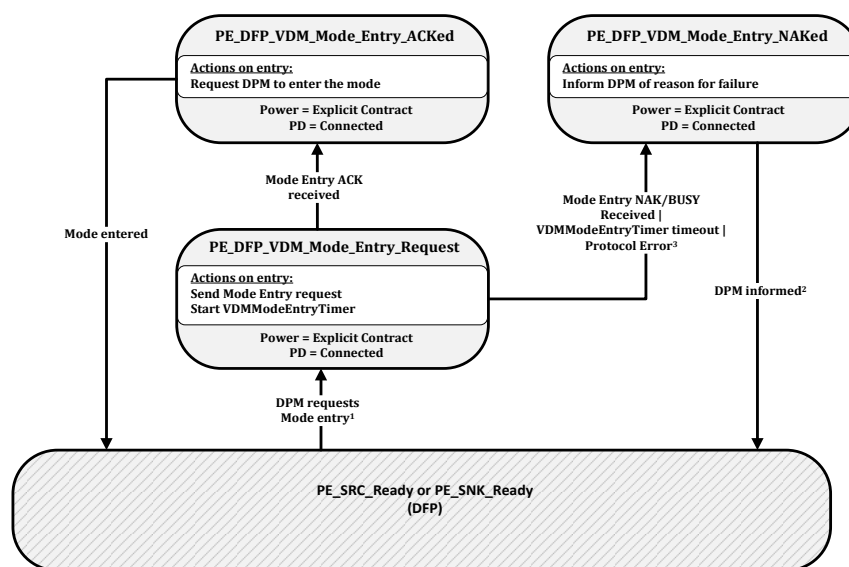 PE_DFP_VDM_Mode_Entry_ACKed
Actions on entry:
Request DPM to enter the mode
Power = Explicit Contract
PD = Connected
PE_DFP_VDM_Mode_Entry_NAKed
Actions on entry:
Inform DPM of reason for failure
Power = Explicit Contract
PD = Connected
Mode Entry ACK
received
Mode Entry NAK/BUSY
Received |
VDMModeEntryTimer timeout |
Protocol Error³
Mode entered
PE_DFP_VDM_Mode_Entry_Request
Actions on entry:
Send Mode Entry request
Start VDMModeEntryTimer
Power = Explicit Contract
PD = Connected
DPM informed²
DPM requests
Mode entry¹
PE_SRC_Ready or PE_SNK_Ready
(DFP)